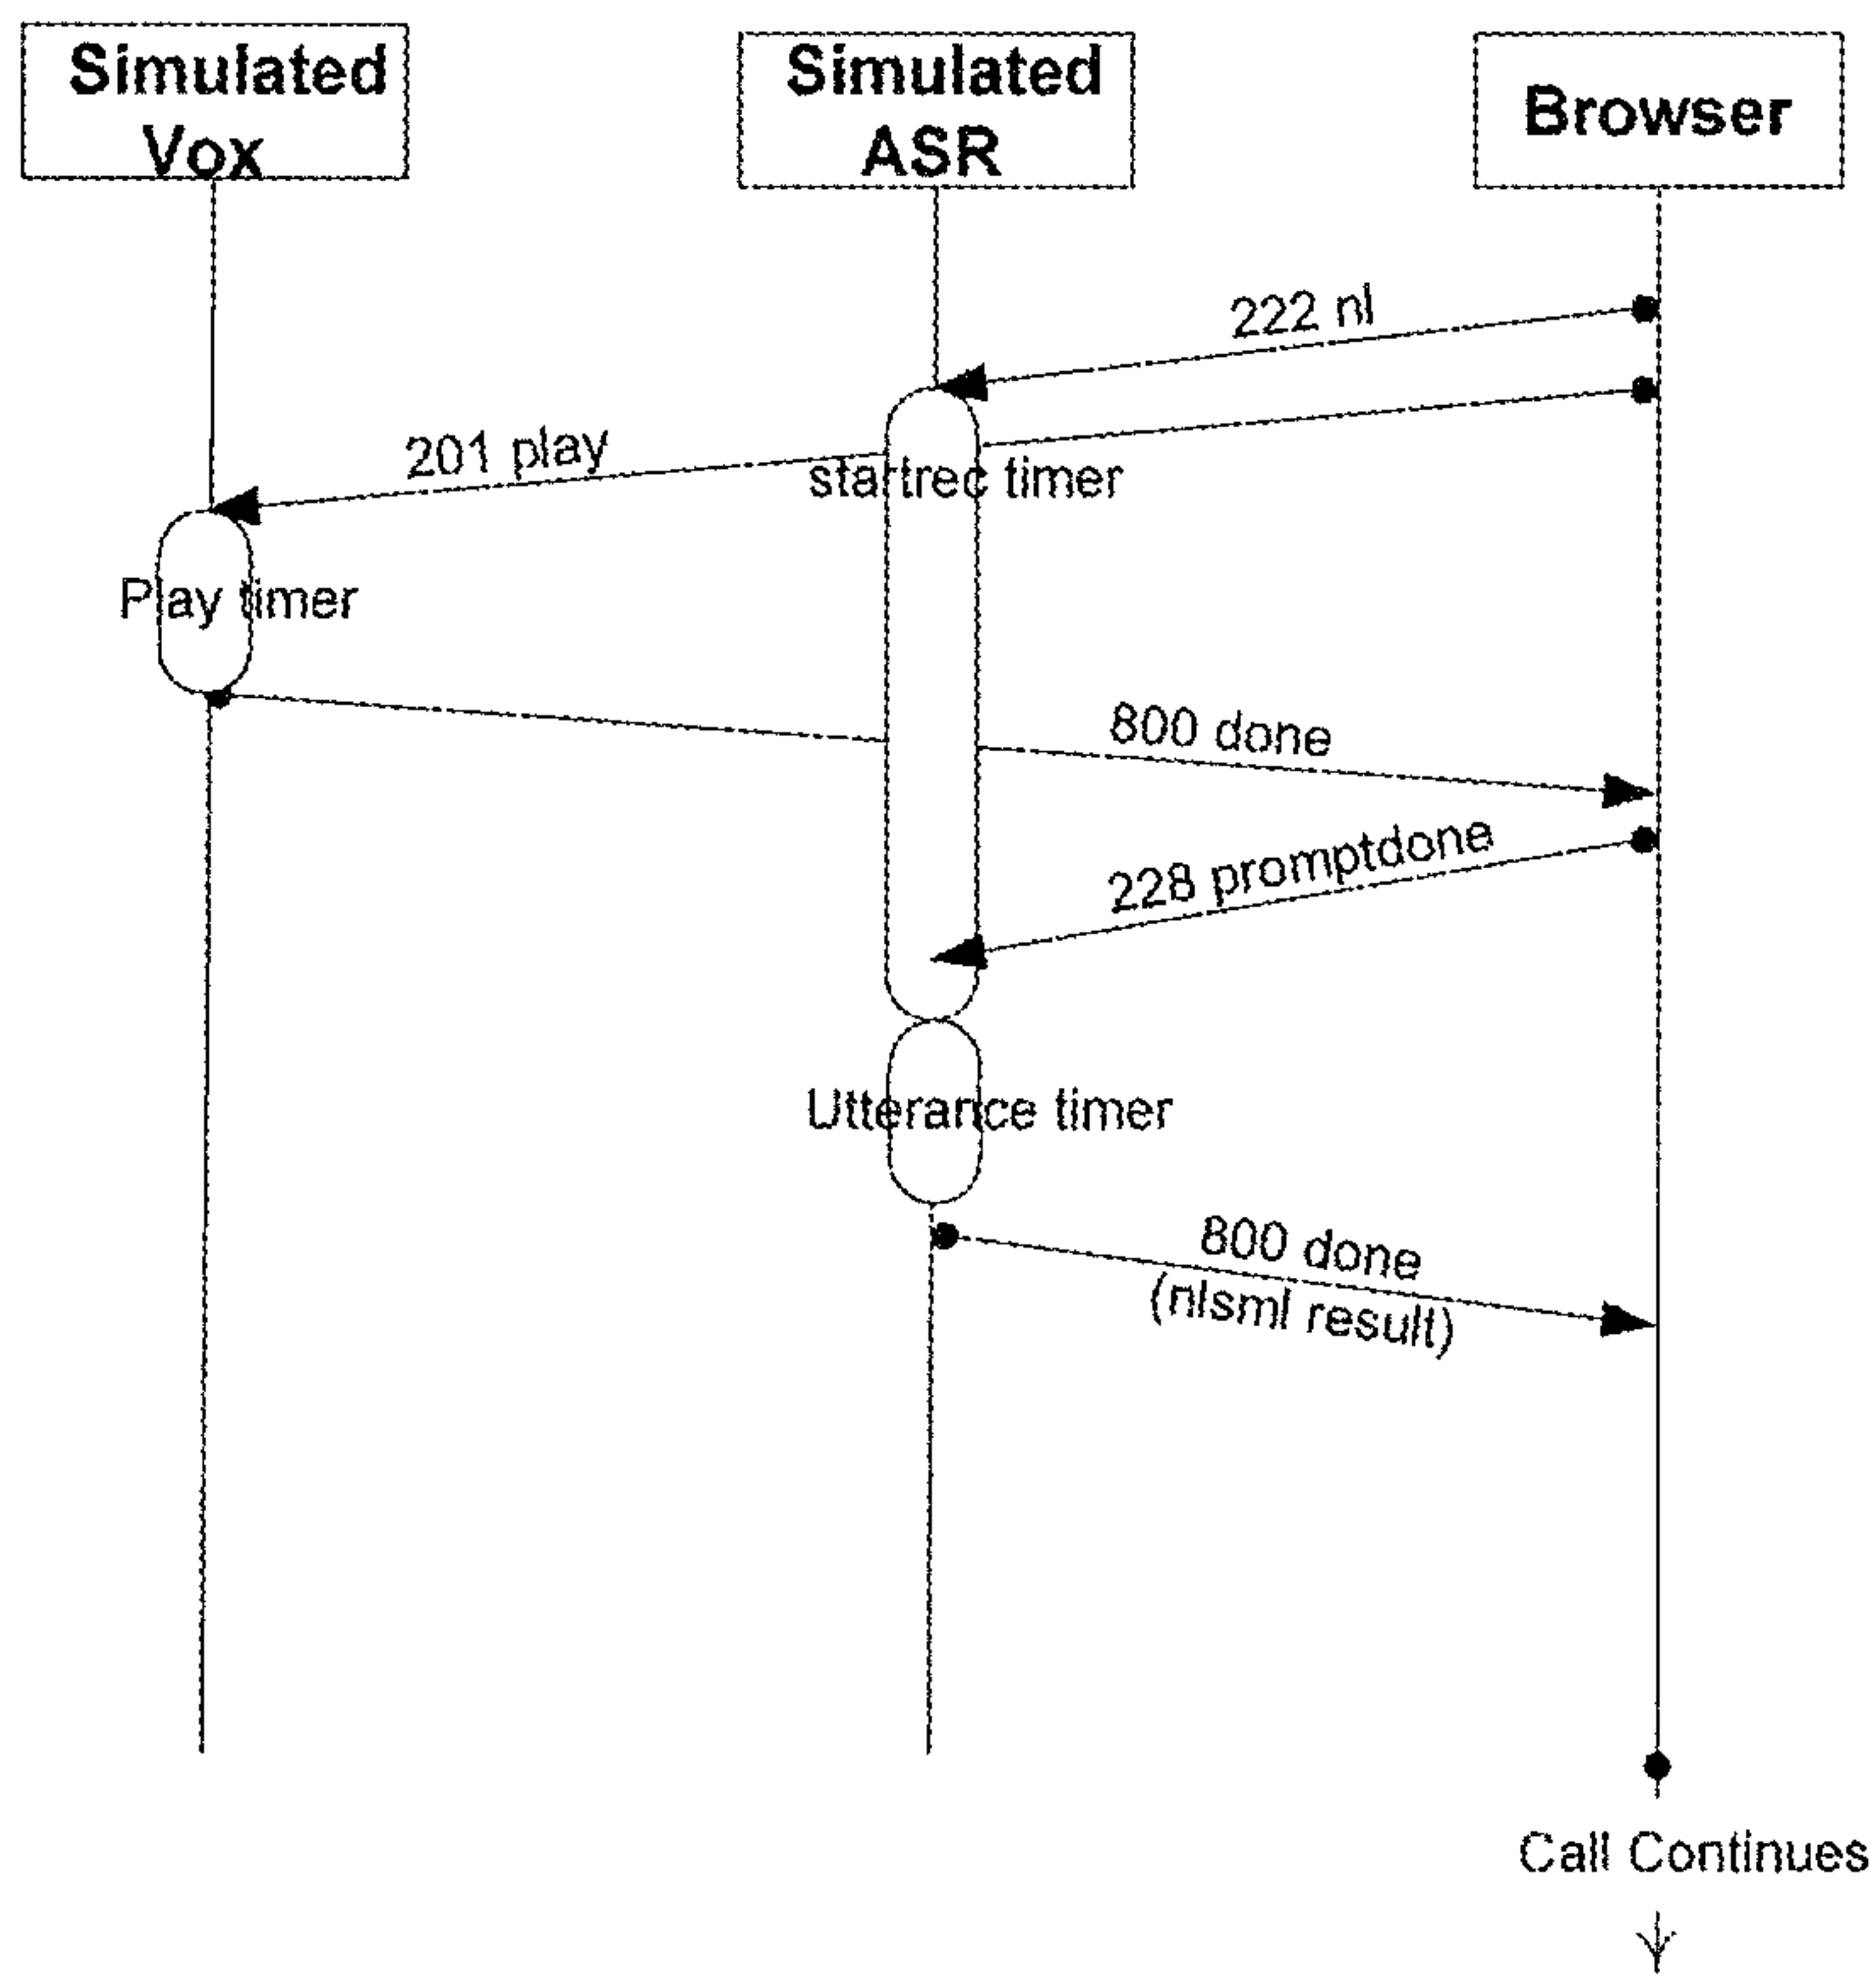 Simulated
Vox
Simulated
ASR
Browser
222 nl
201 play
startrec timer
Play timer
800 done
228 promptdone
Utterance timer
800 done
(nlsml result)
Call Continues